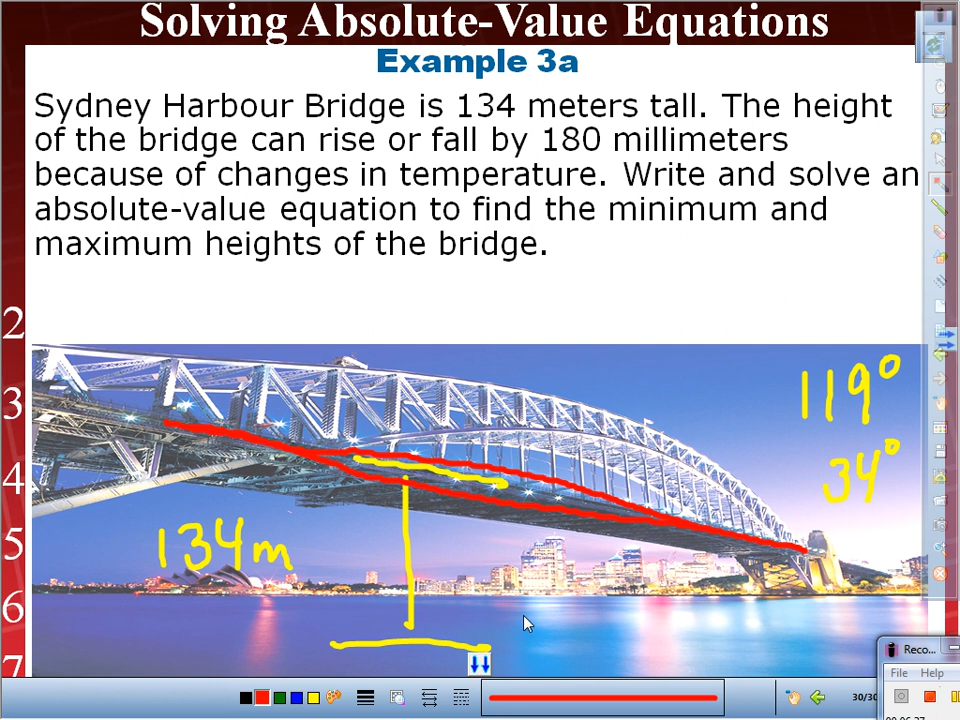 Solving Absolute-Value Equations
Example 3a
Sydney Harbour Bridge is 134 meters tall. The height
of the bridge can rise or fall by 180 millimeters
because of changes in temperature. Write and solve an
absolute-value equation to find the minimum and
maximum heights of the bridge.
2
3
119°
4
34°
5
134m
6
7
Reco...
File Help
30/30